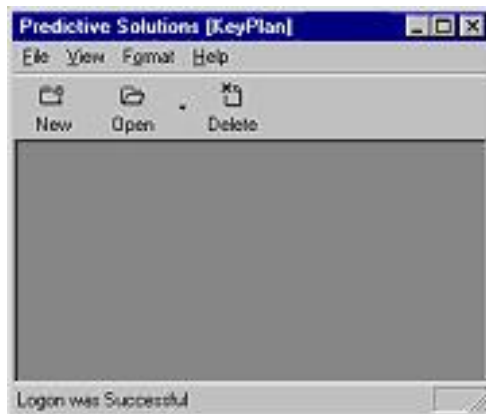 Predictive Solutions [KeyPlan]
File View Format Help
New Open Delete
Logon was Successful